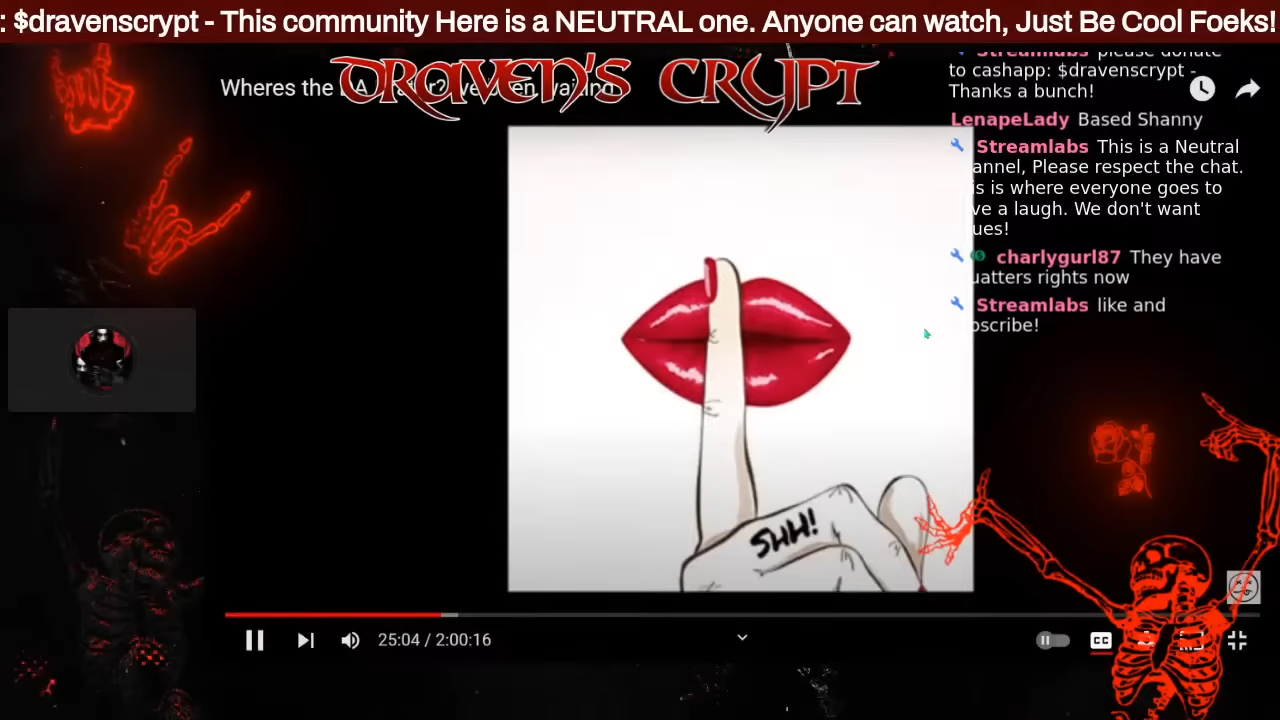 : $dravenscrypt - This community Here is a NEUTRAL one. Anyone can watch, Just Be Cool Foeks!
DRAVEN'S CRYPT
Wheres the
Streamlabs please donate
to cashapp: $dravenscrypt -
Thanks a bunch!
LenapeLady Based Shanny
Streamlabs This is a Neutral
annel, Please respect the chat.
is is where everyone goes to
ve a laugh. We don't want
ues!
charlygurl87 They have
uatters rights now
Streamlabs like and
oscribe!
SHH!
25:04 / 2:00:16
CC